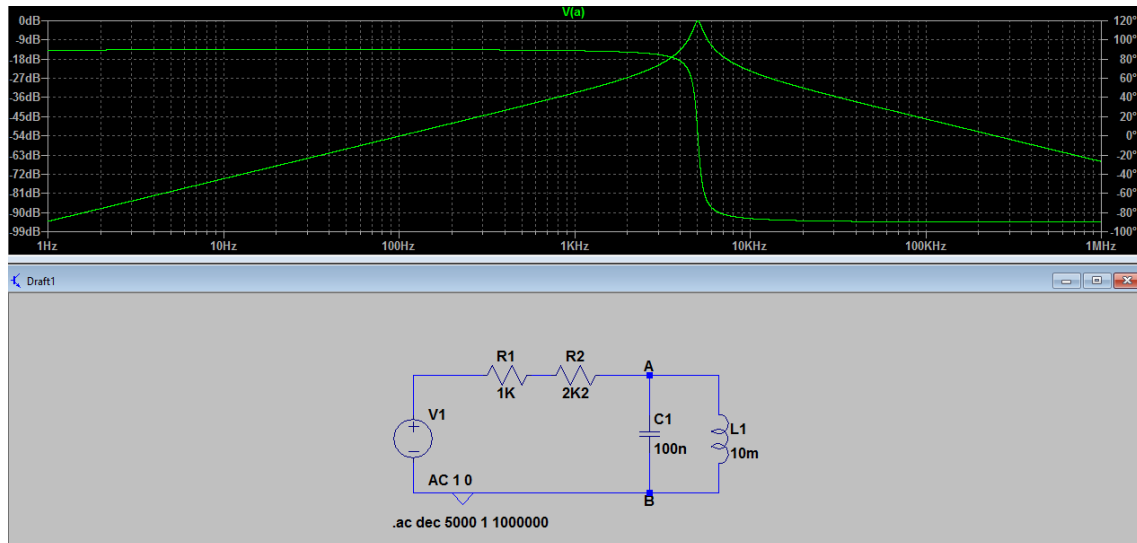 V(a)
0dB 120°
-9dB 100°
-18dB 80°
-27dB 60°
-36dB 40°
-45dB 20°
-54dB 0°
-63dB -20°
-72dB -40°
-81dB -60°
-90dB -80°
-99dB -100°
1Hz 10Hz 100Hz 1KHz 10KHz 100KHz 1MHz
Draft1
R1 R2 A
1K 2K2
V1 C1 L1
100n 10m
AC 1 0
B
.ac dec 5000 1 1000000